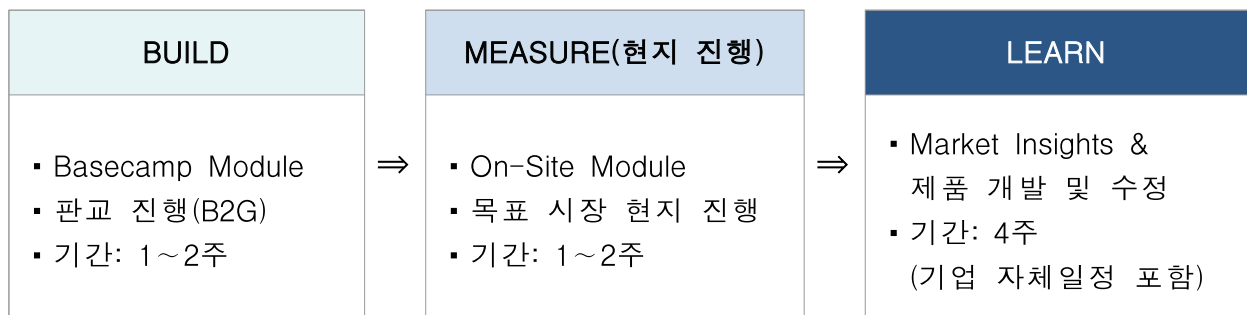 BUILD
▪ Basecamp Module
▪ 판교 진행(B2G)
▪ 기간: 1～2주
⇒
MEASURE(현지 진행)
▪ On-Site Module
▪ 목표 시장 현지 진행
▪ 기간: 1～2주
⇒
LEARN
▪ Market Insights &
제품 개발 및 수정
▪ 기간: 4주
(기업 자체일정 포함)